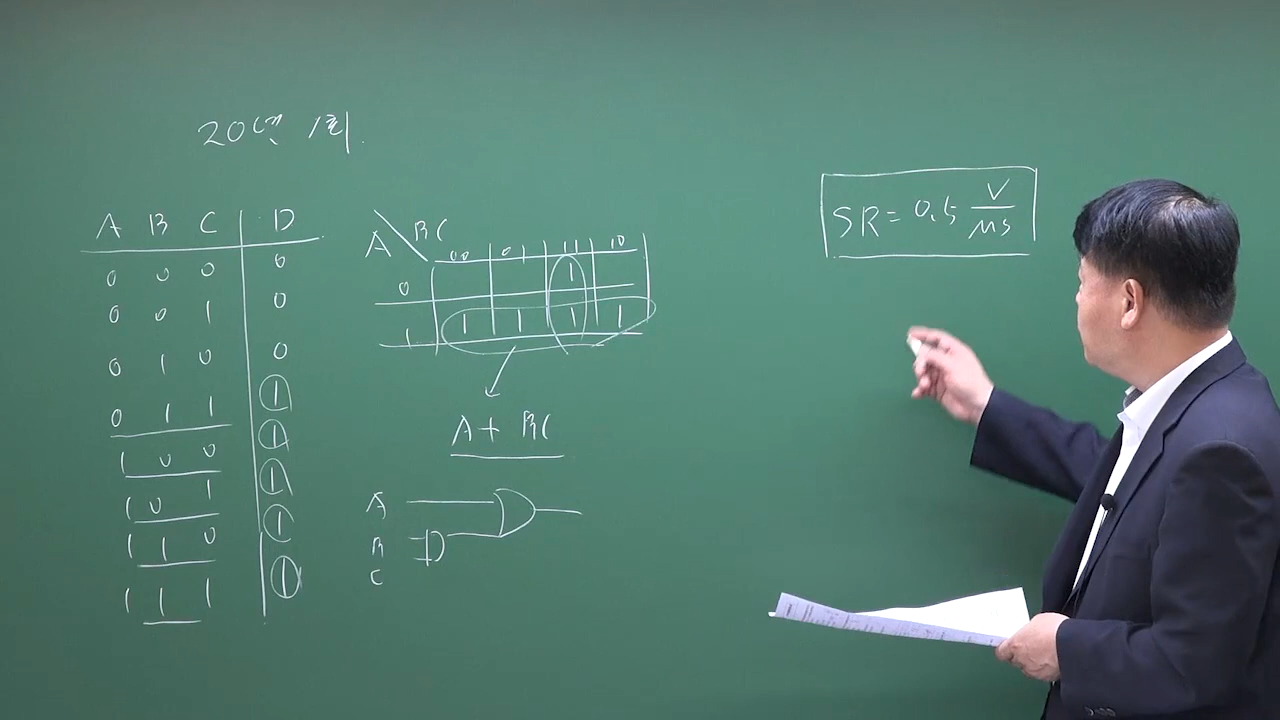 20년 1회.
A B C D
0 0 0 0
0 0 1 0
0 1 0 0
0 1 1 1
1 0 0 1
1 0 1 1
1 1 0 1
1 1 1 1
A BC
00 01 11 10
0 1
1 1 1 1 1
A + BC
A
B
C
SR = 0.5 V/μs